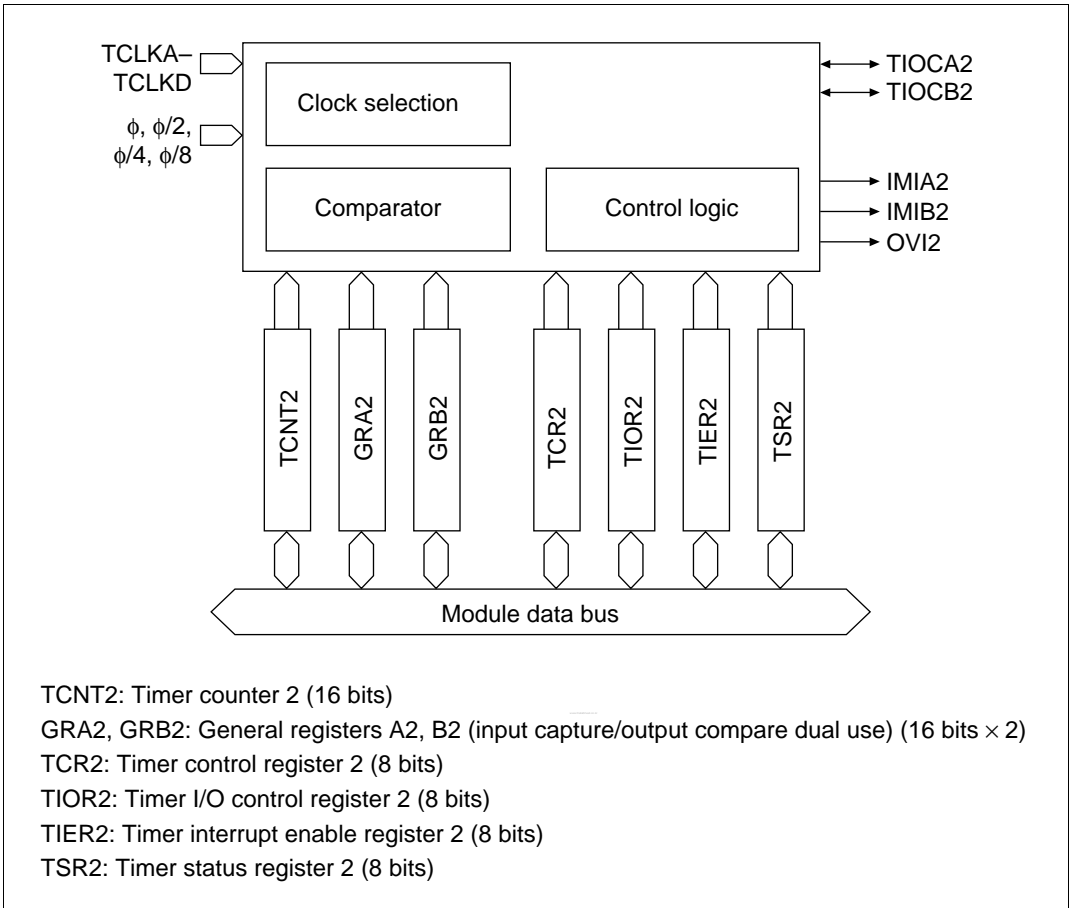 TCLKA–
TCLKD
ϕ, ϕ/2,
ϕ/4, ϕ/8
Clock selection
Comparator
Control logic
TIOCA2
TIOCB2
IMIA2
IMIB2
OVI2
TCNT2
GRA2
GRB2
TCR2
TIOR2
TIER2
TSR2
Module data bus
TCNT2: Timer counter 2 (16 bits)
GRA2, GRB2: General registers A2, B2 (input capture/output compare dual use) (16 bits × 2)
TCR2: Timer control register 2 (8 bits)
TIOR2: Timer I/O control register 2 (8 bits)
TIER2: Timer interrupt enable register 2 (8 bits)
TSR2: Timer status register 2 (8 bits)